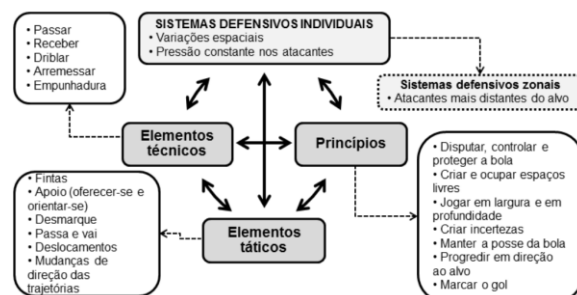 • Passar
• Receber
• Driblar
• Arremessar
• Empunhadura
SISTEMAS DEFENSIVOS INDIVIDUAIS
• Variações espaciais
• Pressão constante nos atacantes
Sistemas defensivos zonais
• Atacantes mais distantes do alvo
Elementos
técnicos
Princípios
• Disputar, controlar e
proteger a bola
• Criar e ocupar espaços
livres
• Jogar em largura e em
profundidade
• Criar incertezas
• Manter a posse da bola
• Progredir em direção
ao alvo
• Marcar o gol
• Fintas
• Apoio (oferecer-se e
orientar-se)
• Desmarque
• Passa e vai
• Deslocamentos
• Mudanças de
direção das
trajetórias
Elementos
táticos